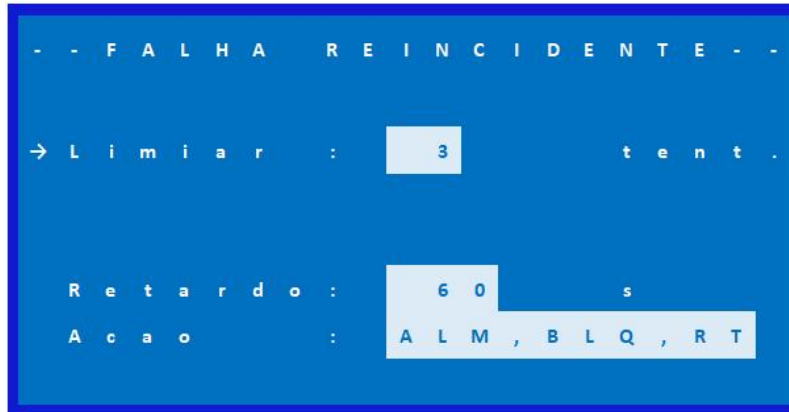 --FALHA REINCIDENTE--
→Limiar : 3 tent.
Retardo: 60 s
Acao : ALM,BLQ,RT